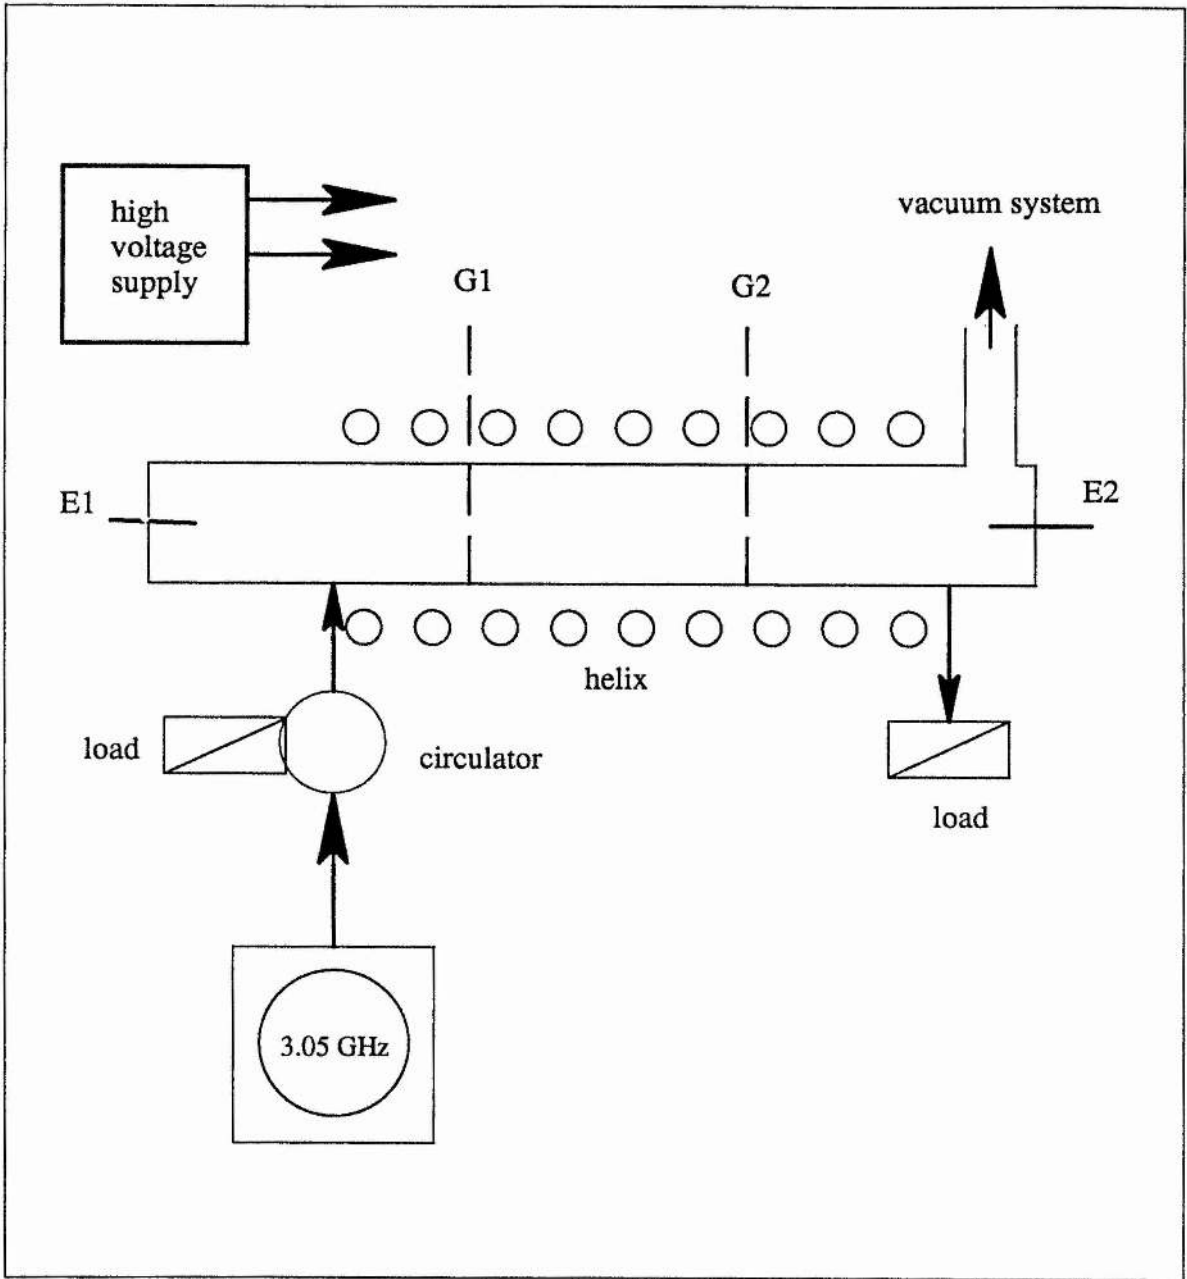 high
voltage
supply
vacuum system
G1
G2
E1
E2
helix
load
circulator
load
3.05 GHz